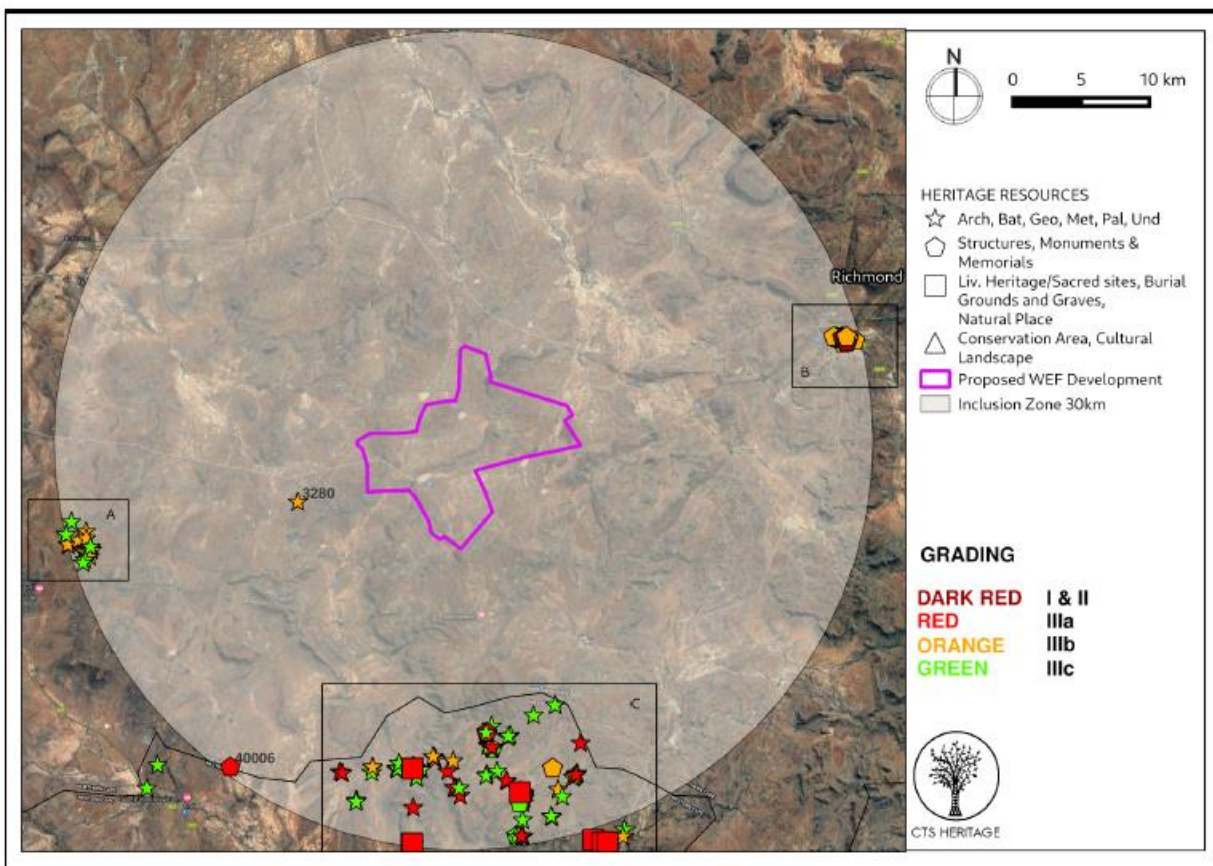 N
0 5 10 km
HERITAGE RESOURCES
Arch, Bat, Geo, Met, Pal, Und
Structures, Monuments &
Memorials
Liv. Heritage/Sacred sites, Burial
Grounds and Graves,
Natural Place
Conservation Area, Cultural
Landscape
Proposed WEF Development
Inclusion Zone 30km
GRADING
DARK RED I & II
RED IIIa
ORANGE IIIb
GREEN IIIc
CTS HERITAGE
Richmond
B
3280
A
C
40006